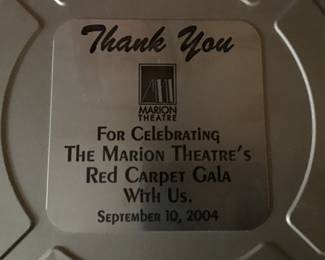 Thank You
MARION
THEATRE
For Celebrating
The Marion Theatre's
Red Carpet Gala
With Us.
September 10, 2004